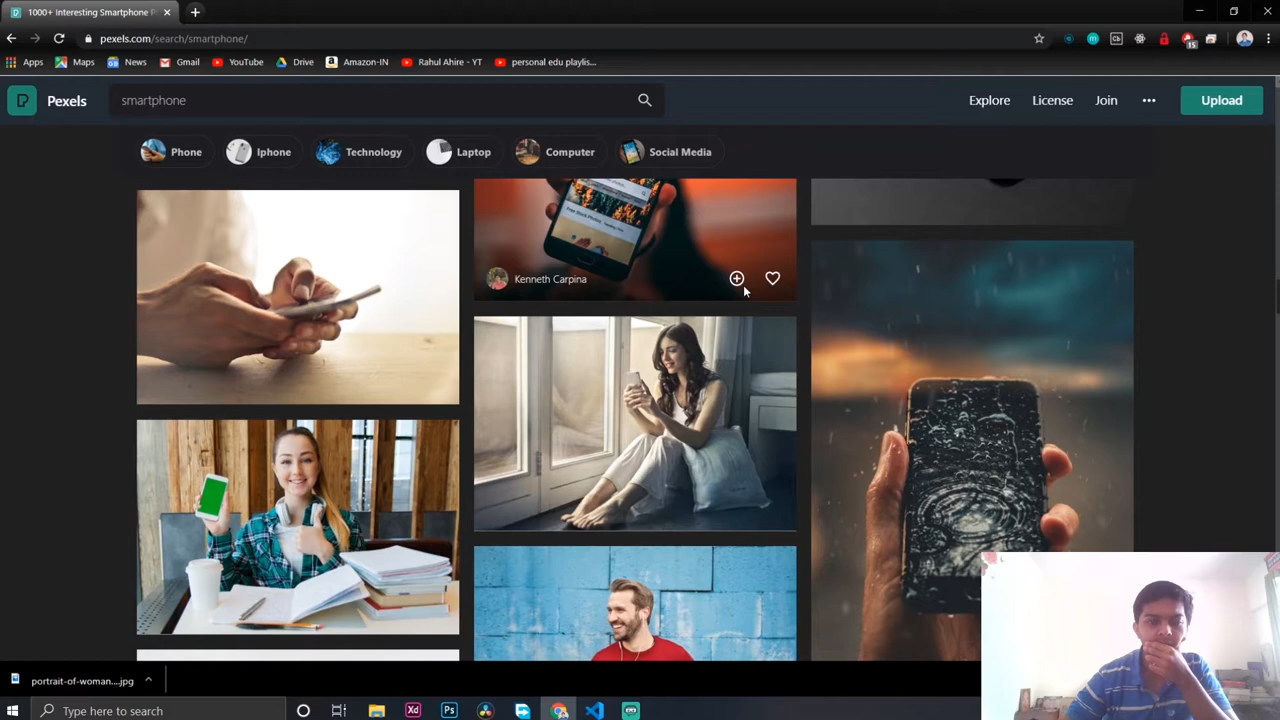 1000+ Interesting Smartphone P
pexels.com/search/smartphone/
Apps Maps News Gmail YouTube Drive Amazon-IN Rahul Ahire - YT personal edu playlis...
Pexels smartphone Explore License Join Upload
Phone Iphone Technology Laptop Computer Social Media
Kenneth Carpina
portrait-of-woman....jpg
Type here to search Xd Ps